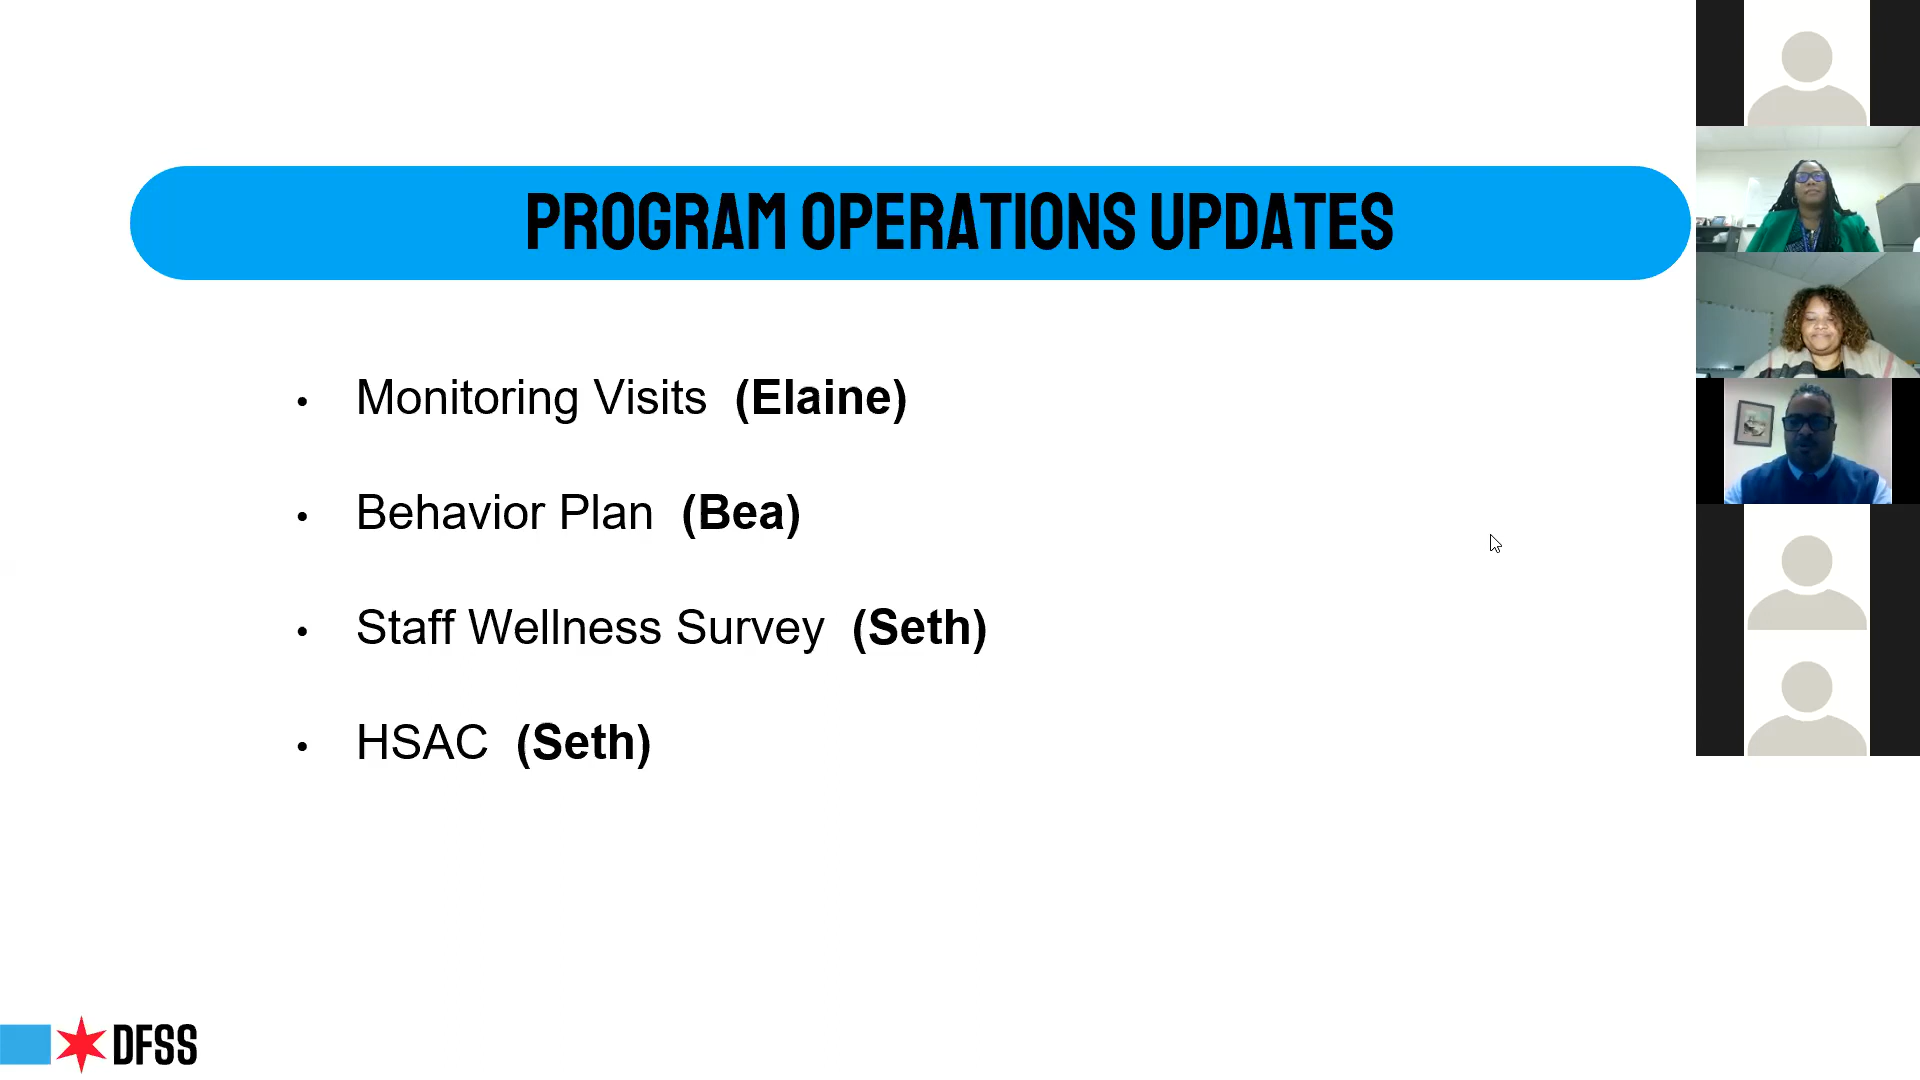 PROGRAM OPERATIONS UPDATES
• Monitoring Visits (Elaine)
• Behavior Plan (Bea)
• Staff Wellness Survey (Seth)
• HSAC (Seth)
DFSS